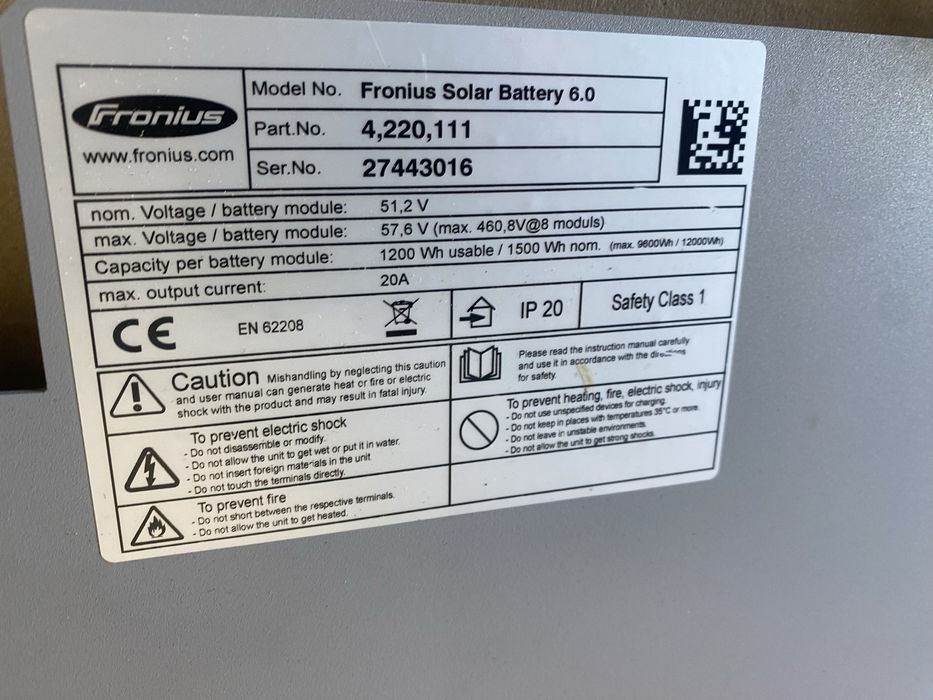 Fronius
www.fronius.com
Model No. Fronius Solar Battery 6.0
Part.No. 4,220,111
Ser.No. 27443016
nom. Voltage / battery module: 51,2 V
max. Voltage / battery module: 57,6 V (max. 460,8V@8 moduls)
Capacity per battery module: 1200 Wh usable / 1500 Wh nom. (max. 9600Wh / 12000Wh)
max. output current: 20A
CE EN 62208
IP 20
Safety Class 1
Caution Mishandling by neglecting this caution
and user manual can generate heat or fire or electric
shock with the product and may result in fatal injury.
To prevent electric shock
- Do not disassemble or modify.
- Do not allow the unit to get wet or put it in water.
- Do not insert foreign materials in the unit.
- Do not touch the terminals directly.
To prevent fire
- Do not short between the respective terminals.
- Do not allow the unit to get heated.
Please read the instruction manual carefully
and use it in accordance with the
for safety.
To prevent heating, fire, electric shock, injury
- Do not use unspecified devices for charging.
- Do not keep in places with temperatures 35°C or more.
- Do not leave in unstable environments.
- Do not allow the unit to get strong shocks.